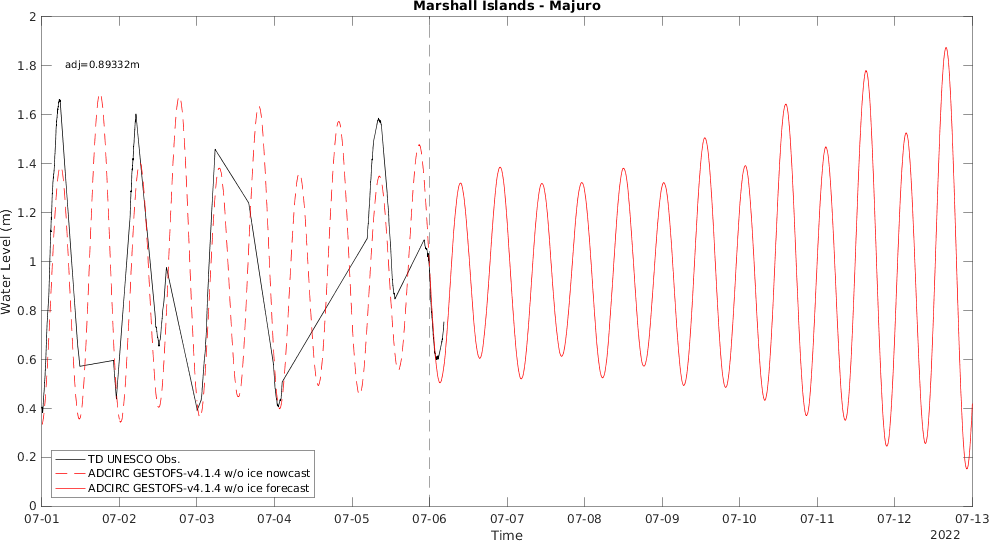 Marshall Islands - Majuro
2
1.8
1.6
1.4
1.2
1
0.8
0.6
0.4
0.2
0
Water Level (m)
adj=0.89332m
TD UNESCO Obs.
ADCIRC GESTOFS-v4.1.4 w/o ice nowcast
ADCIRC GESTOFS-v4.1.4 w/o ice forecast
07-01 07-02 07-03 07-04 07-05 07-06 07-07 07-08 07-09 07-10 07-11 07-12 07-13
Time
2022